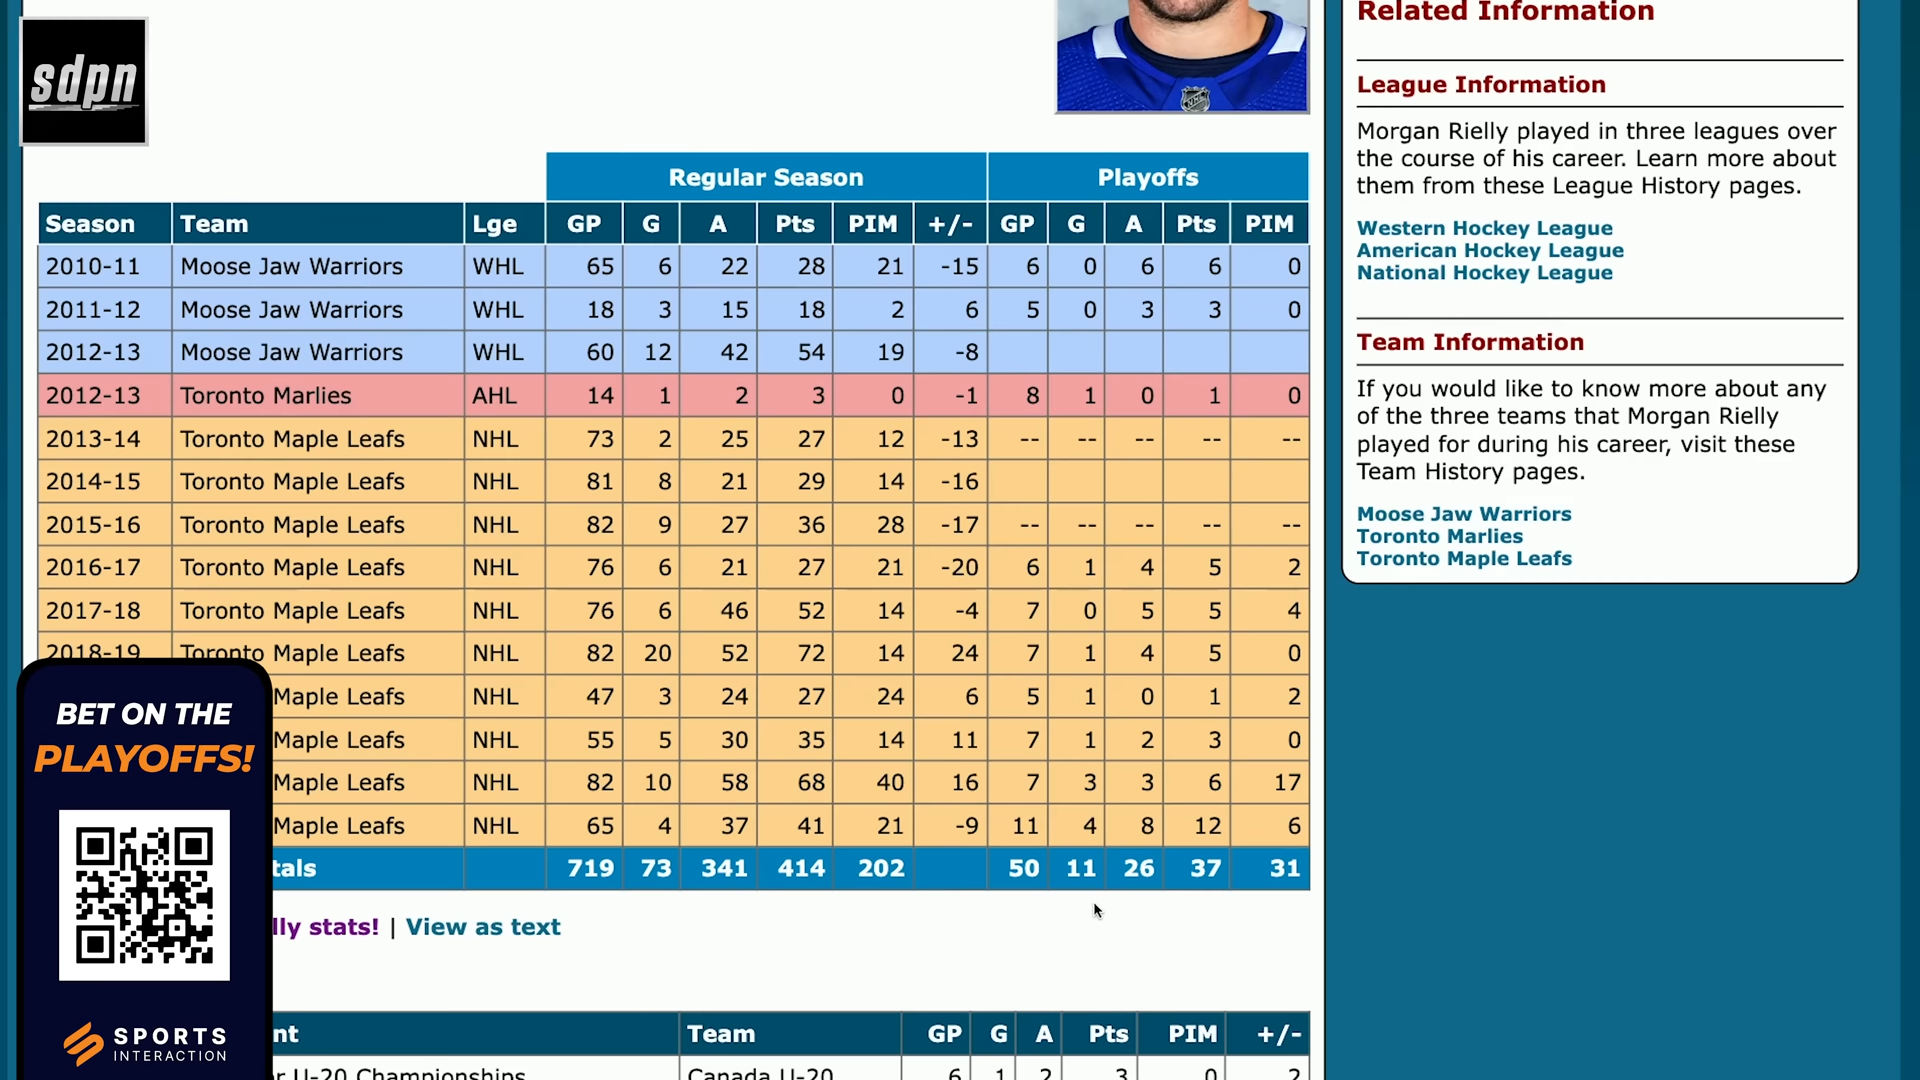 sdpn
Related Information
League Information
Morgan Rielly played in three leagues over
the course of his career. Learn more about
them from these League History pages.
Western Hockey League
American Hockey League
National Hockey League
Team Information
If you would like to know more about any
of the three teams that Morgan Rielly
played for during his career, visit these
Team History pages.
Moose Jaw Warriors
Toronto Marlies
Toronto Maple Leafs
Regular Season Playoffs
Season Team Lge GP G A Pts PIM +/- GP G A Pts PIM
2010-11 Moose Jaw Warriors WHL 65 6 22 28 21 -15 6 0 6 6 0
2011-12 Moose Jaw Warriors WHL 18 3 15 18 2 6 5 0 3 3 0
2012-13 Moose Jaw Warriors WHL 60 12 42 54 19 -8
2012-13 Toronto Marlies AHL 14 1 2 3 0 -1 8 1 0 1 0
2013-14 Toronto Maple Leafs NHL 73 2 25 27 12 -13 -- -- -- -- --
2014-15 Toronto Maple Leafs NHL 81 8 21 29 14 -16
2015-16 Toronto Maple Leafs NHL 82 9 27 36 28 -17 -- -- -- -- --
2016-17 Toronto Maple Leafs NHL 76 6 21 27 21 -20 6 1 4 5 2
2017-18 Toronto Maple Leafs NHL 76 6 46 52 14 -4 7 0 5 5 4
2018-19 Toronto Maple Leafs NHL 82 20 52 72 14 24 7 1 4 5 0
Maple Leafs NHL 47 3 24 27 24 6 5 1 0 1 2
Maple Leafs NHL 55 5 30 35 14 11 7 1 2 3 0
Maple Leafs NHL 82 10 58 68 40 16 7 3 3 6 17
Maple Leafs NHL 65 4 37 41 21 -9 11 4 8 12 6
tals 719 73 341 414 202 50 11 26 37 31
lly stats! | View as text
nt Team GP G A Pts PIM +/-
r U-20 Championships Canada U-20 6 1 2 3 0 2
BET ON THE
PLAYOFFS!
SPORTS
INTERACTION